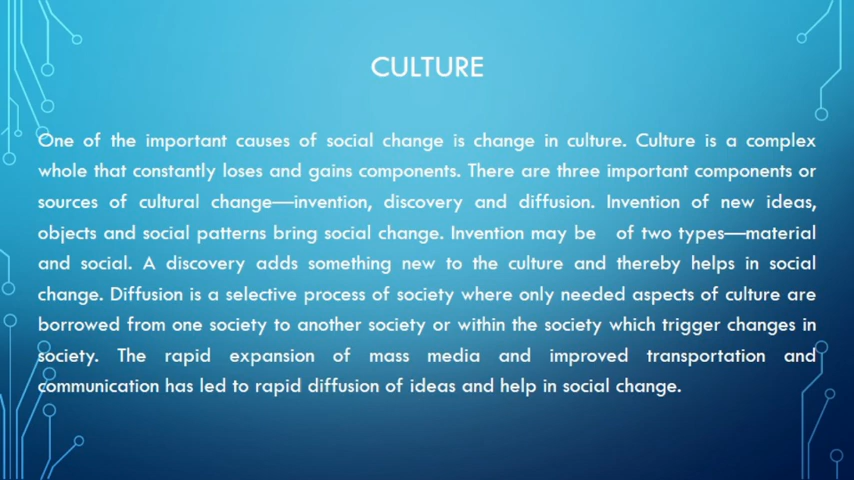 CULTURE
One of the important causes of social change is change in culture. Culture is a complex
whole that constantly loses and gains components. There are three important components or
sources of cultural change—invention, discovery and diffusion. Invention of new ideas,
objects and social patterns bring social change. Invention may be of two types—material
and social. A discovery adds something new to the culture and thereby helps in social
change. Diffusion is a selective process of society where only needed aspects of culture are
borrowed from one society to another society or within the society which trigger changes in
society. The rapid expansion of mass media and improved transportation and
communication has led to rapid diffusion of ideas and help in social change.